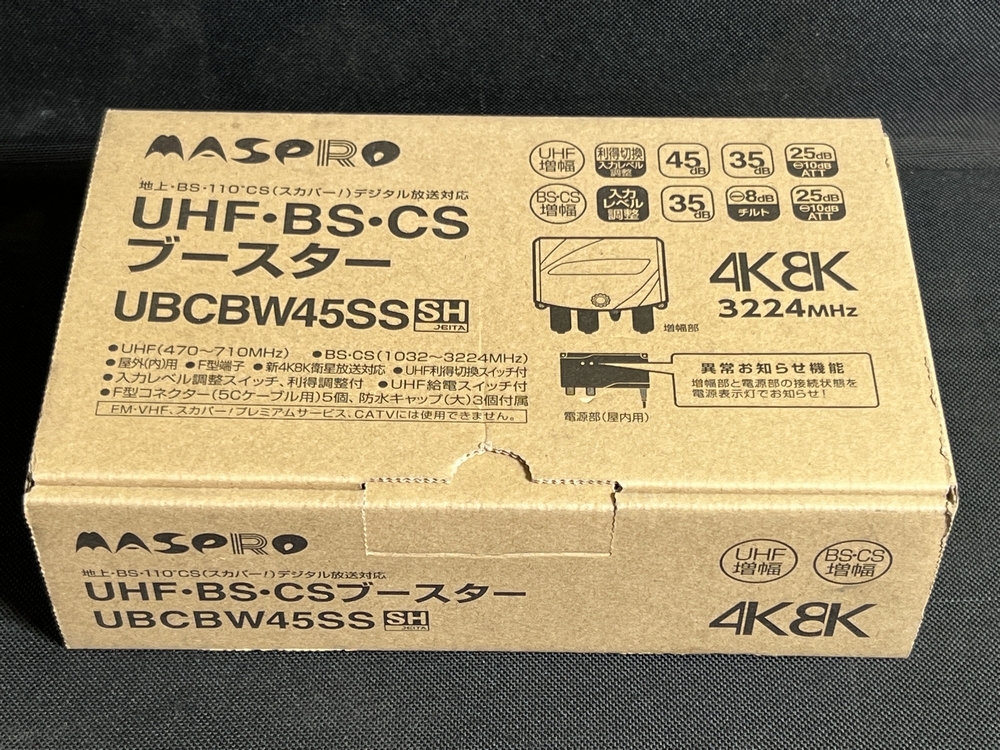 MASPRO
地上・BS・110°CS(スカパー!)デジタル放送対応
UHF・BS・CS
ブースター
UBCBW45SS SH
JEITA
●UHF(470～710MHz) ●BS・CS(1032～3224MHz)
●屋外(内)用 ●F型端子 ●新4K8K衛星放送対応 ●UHF利得切換スイッチ付
●入力レベル調整スイッチ、利得調整付 ●UHF給電スイッチ付
●F型コネクター(5Cケーブル用)5個、防水キャップ(大)3個付属
FM・VHF、スカパー!プレミアムサービス、CATVには使用できません。
UHF
増幅
利得切換
入力レベル
調整
45dB
35dB
25dB
⊖10dB
ATT
BS・CS
増幅
入力
レベル
調整
35dB
⊖8dB
チルト
25dB
⊖10dB
ATT
4K8K
3224MHz
増幅部
電源部(屋内用)
異常お知らせ機能
増幅部と電源部の接続状態を
電源表示灯でお知らせ!
MASPRO
地上・BS・110°CS(スカパー!)デジタル放送対応
UHF・BS・CSブースター
UBCBW45SS SH
JEITA
UHF
増幅
BS・CS
増幅
4K8K